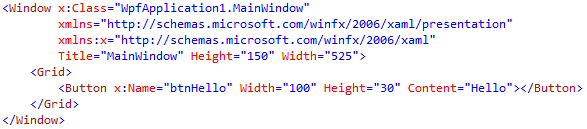 <Window x:Class="WpfApplication1.MainWindow"
xmlns="http://schemas.microsoft.com/winfx/2006/xaml/presentation"
xmlns:x="http://schemas.microsoft.com/winfx/2006/xaml"
Title="MainWindow" Height="150" Width="525">
<Grid>
<Button x:Name="btnHello" Width="100" Height="30" Content="Hello"></Button>
</Grid>
</Window>